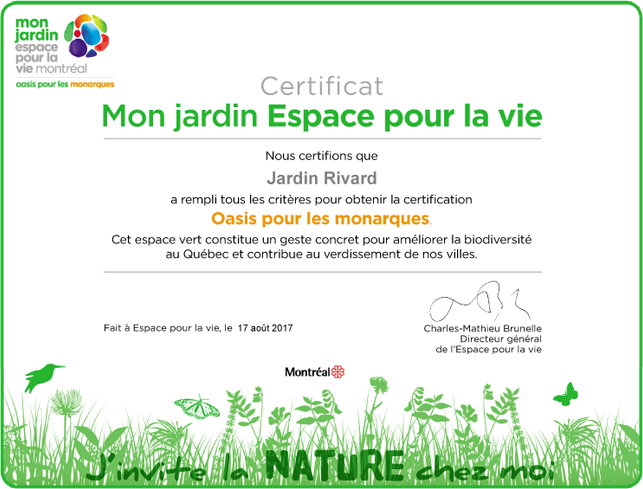 mon
jardin
espace
pour la
vie montréal
oasis pour les monarques
Certificat
Mon jardin Espace pour la vie
Nous certifions que
Jardin Rivard
a rempli tous les critères pour obtenir la certification
Oasis pour les monarques.
Cet espace vert constitue un geste concret pour améliorer la biodiversité
au Québec et contribue au verdissement de nos villes.
Fait à Espace pour la vie, le 17 août 2017
Charles-Mathieu Brunelle
Directeur général
de l'Espace pour la vie
Montréal
J'invite la NATURE chez moi